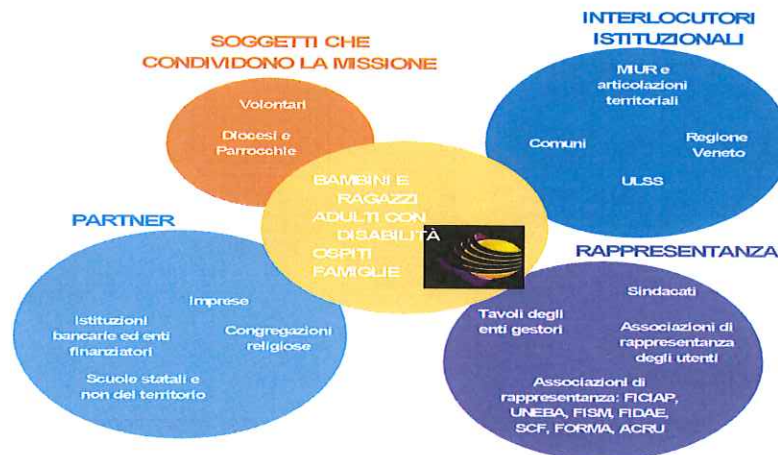 SOGGETTI CHE
CONDIVIDONO LA MISSIONE
Volontari
Diocesi e
Parrocchie
INTERLOCUTORI
ISTITUZIONALI
MIUR e
articolazioni
territoriali
Comuni
Regione
Veneto
ULSS
BAMBINI E
RAGAZZI
ADULTI CON
DISABILITÀ
OSPITI
FAMIGLIE
PARTNER
Imprese
Istituzioni
bancarie ed enti
finanziatori
Congregazioni
religiose
Scuole statali e
non del territorio
RAPPRESENTANZA
Sindacati
Tavoli degli
enti gestori
Associazioni di
rappresentanza
degli utenti
Associazioni di
rappresentanza: FICIAP,
UNEBA, FISM, FIDAE,
SCF, FORMA, ACRU